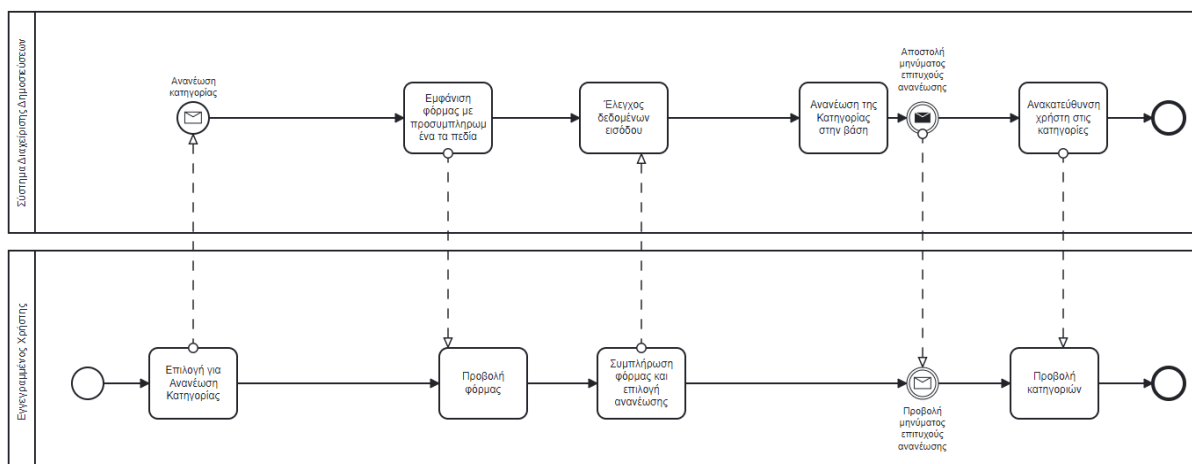 Σύστημα Διαχείρισης Δημοσιεύσεων
Ανανέωση
κατηγορίας
Εμφάνιση
φόρμας με
προσυμπληρωμ
ένα τα πεδία
Έλεγχος
δεδομένων
εισόδου
Ανανέωση της
Κατηγορίας
στην βάση
Αποστολή
μηνύματος
επιτυχούς
ανανέωσης
Ανακατεύθυνση
χρήστη στις
κατηγορίες
Εγγεγραμμένος Χρήστης
Επιλογή για
Ανανέωση
Κατηγορίας
Προβολή
φόρμας
Συμπλήρωση
φόρμας και
επιλογή
ανανέωσης
Προβολή
μηνύματος
επιτυχούς
ανανέωσης
Προβολή
κατηγοριών